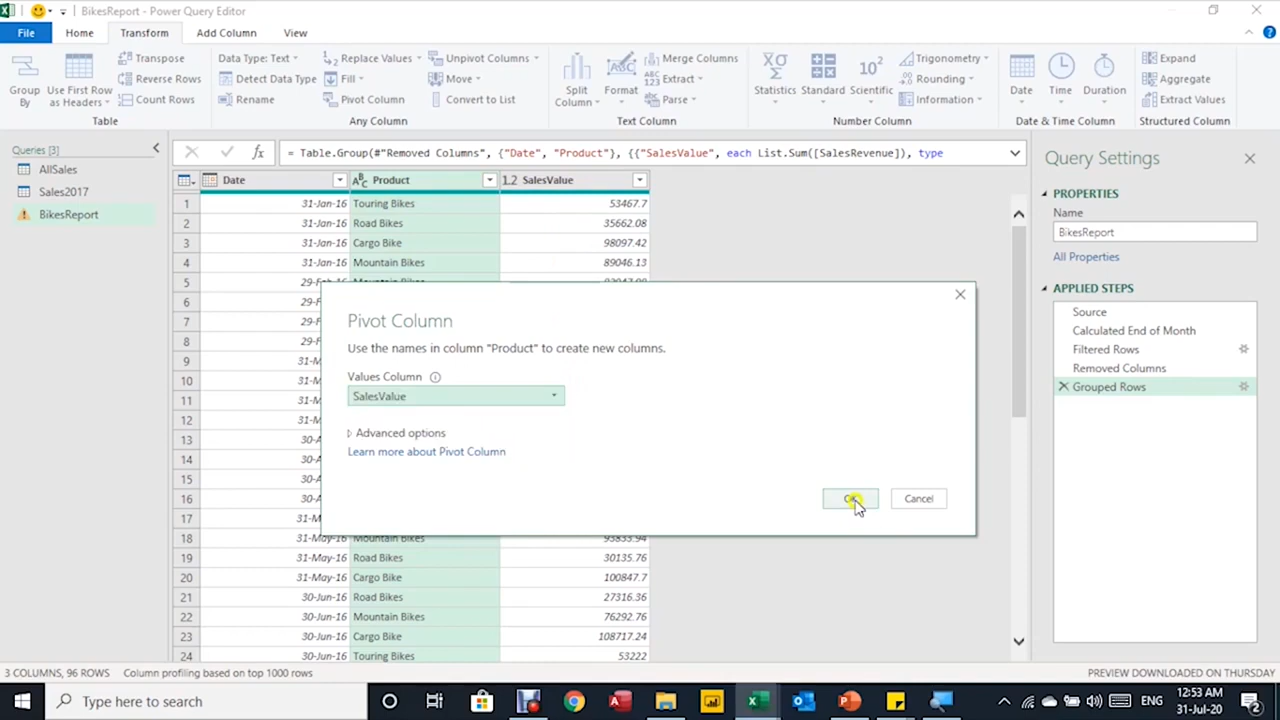 BikesReport - Power Query Editor
File Home Transform Add Column View
Transpose Data Type: Text Replace Values Unpivot Columns Merge Columns Trigonometry Expand
Reverse Rows Detect Data Type Fill Move Extract Rounding Aggregate
Group By Use First Row as Headers Count Rows Rename Pivot Column Convert to List Split Column Format Parse Statistics Standard Scientific Information Date Time Duration Extract Values
Table Any Column Text Column Number Column Date & Time Column Structured Column
Queries [3]
AllSales
Sales2017
BikesReport
= Table.Group(#"Removed Columns", {"Date", "Product"}, {{"SalesValue", each List.Sum([SalesRevenue]), type
Date Product 1.2 SalesValue
1 31-Jan-16 Touring Bikes 53467.7
2 31-Jan-16 Road Bikes 35662.08
3 31-Jan-16 Cargo Bike 98097.42
4 31-Jan-16 Mountain Bikes 89046.13
5
6
7
8
9
10
11
12
13
14
15
16
17
18 31-May-16 Mountain Bikes 93833.94
19 31-May-16 Road Bikes 30135.76
20 31-May-16 Cargo Bike 100847.7
21 30-Jun-16 Road Bikes 27316.36
22 30-Jun-16 Mountain Bikes 76292.76
23 30-Jun-16 Cargo Bike 108717.24
24 30-Jun-16 Touring Bikes 53222
Pivot Column
Use the names in column "Product" to create new columns.
Values Column
SalesValue
Advanced options
Learn more about Pivot Column
OK Cancel
Query Settings
PROPERTIES
Name
BikesReport
All Properties
APPLIED STEPS
Source
Calculated End of Month
Filtered Rows
Removed Columns
Grouped Rows
3 COLUMNS, 96 ROWS Column profiling based on top 1000 rows PREVIEW DOWNLOADED ON THURSDAY
Type here to search
ENG
12:53 AM
31-Jul-20
2